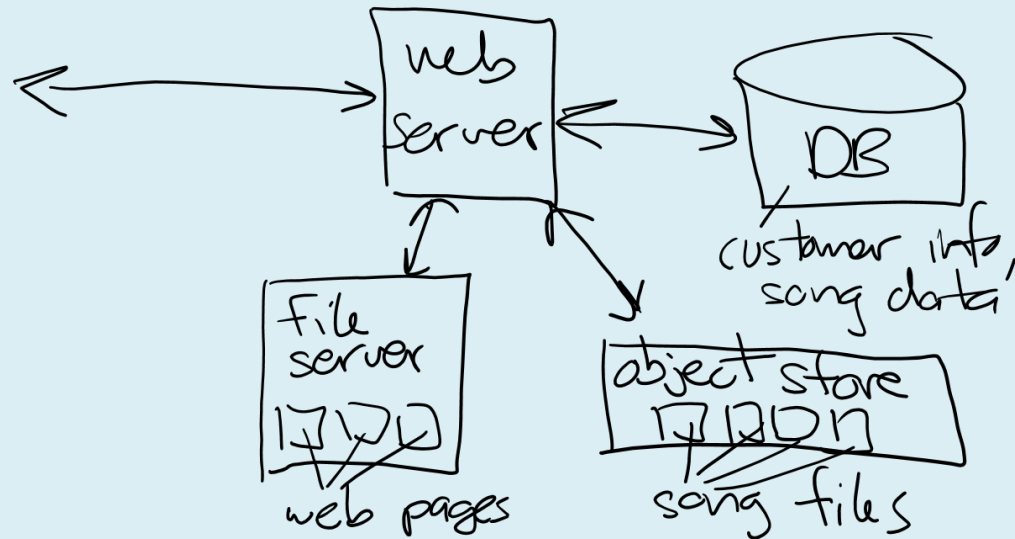 web
server
DB
customer info,
song data
file
server
object store
web pages
song files